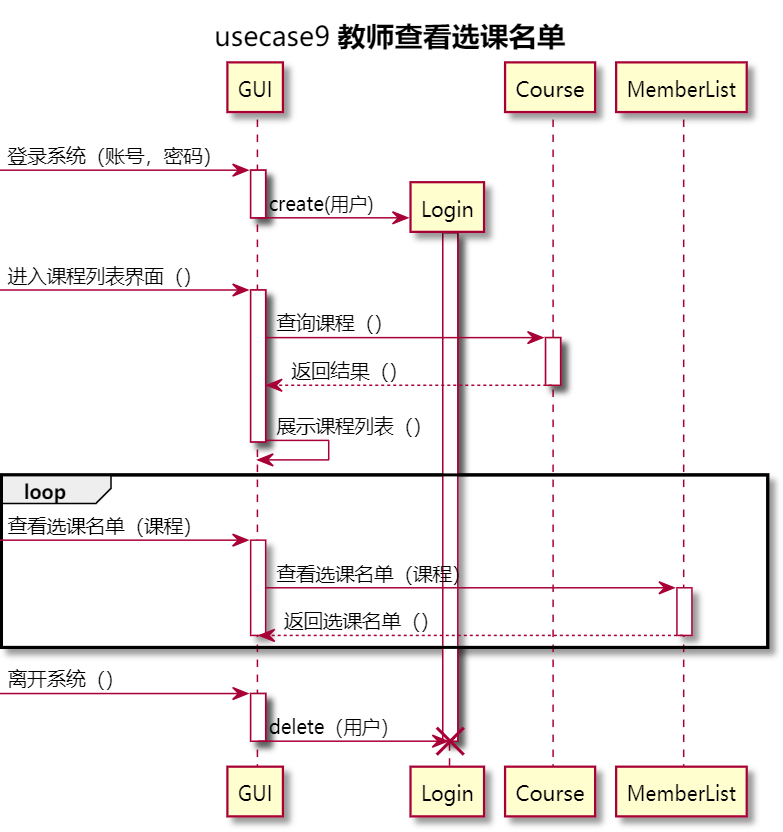 usecase9 教师查看选课名单
GUI
Course
MemberList
登录系统（账号，密码）
create(用户)
Login
进入课程列表界面（）
查询课程（）
返回结果（）
展示课程列表（）
loop
查看选课名单（课程）
查看选课名单（课程）
返回选课名单（）
离开系统（）
delete（用户）
GUI
Login
Course
MemberList